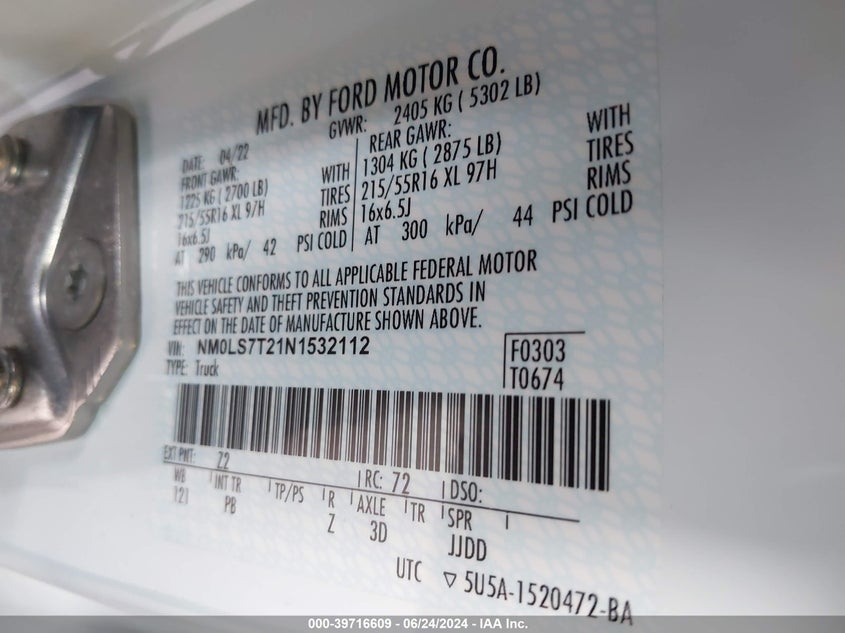 MFD. BY FORD MOTOR CO.
DATE: 04/22 GVWR: 2405 KG ( 5302 LB)
FRONT GAWR: REAR GAWR:
1225 KG ( 2700 LB) WITH 1304 KG ( 2875 LB) WITH
215/55R16 XL 97H TIRES 215/55R16 XL 97H TIRES
16x6.5J RIMS 16x6.5J RIMS
AT 290 kPa/ 42 PSI COLD AT 300 kPa/ 44 PSI COLD
THIS VEHICLE CONFORMS TO ALL APPLICABLE FEDERAL MOTOR
VEHICLE SAFETY AND THEFT PREVENTION STANDARDS IN
EFFECT ON THE DATE OF MANUFACTURE SHOWN ABOVE.
VIN: NM0LS7T21N1532112 F0303
TYPE: Truck T0674
EXT PNT: Z2 RC: 72 DSO:
WB INT TR TP/PS R AXLE TR SPR
121 PB Z 3D JJDD
UTC ▽ 5U5A-1520472-BA
000-39716609 - 06/24/2024 - IAA Inc.